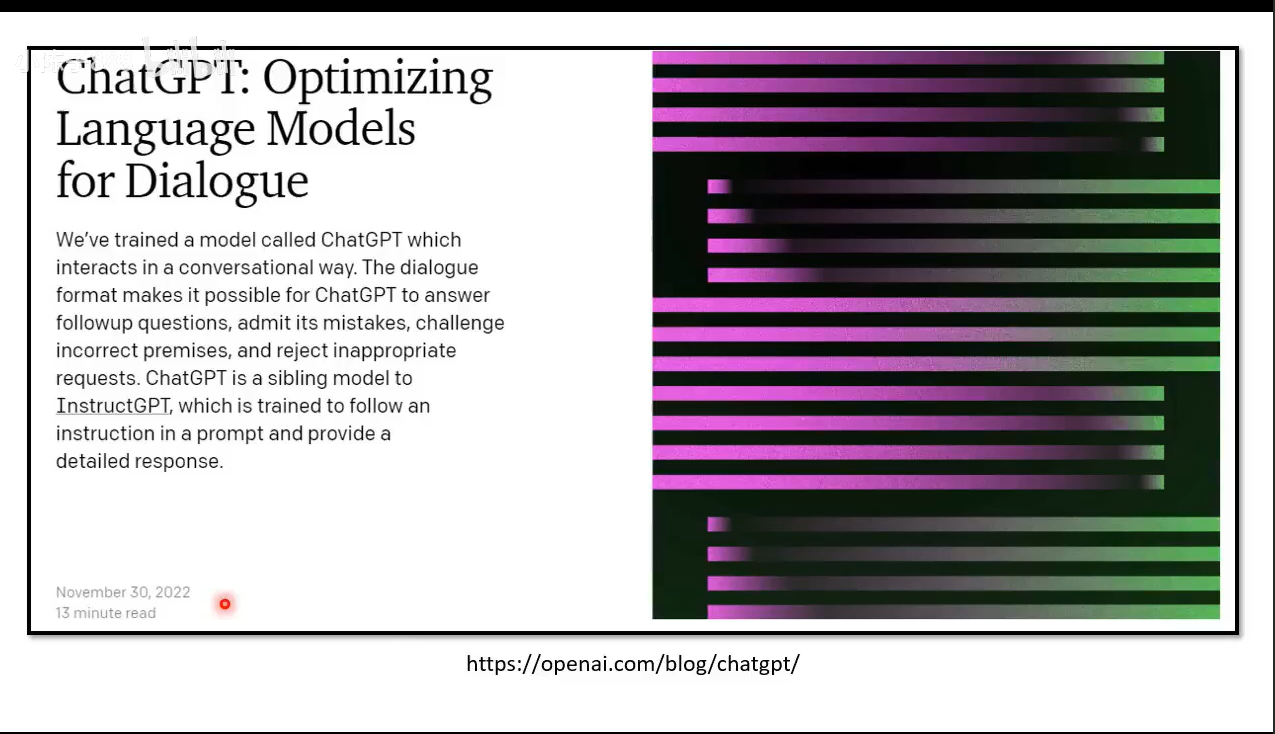 ChatGPT: Optimizing
Language Models
for Dialogue
We've trained a model called ChatGPT which
interacts in a conversational way. The dialogue
format makes it possible for ChatGPT to answer
followup questions, admit its mistakes, challenge
incorrect premises, and reject inappropriate
requests. ChatGPT is a sibling model to
InstructGPT, which is trained to follow an
instruction in a prompt and provide a
detailed response.
November 30, 2022
13 minute read
https://openai.com/blog/chatgpt/